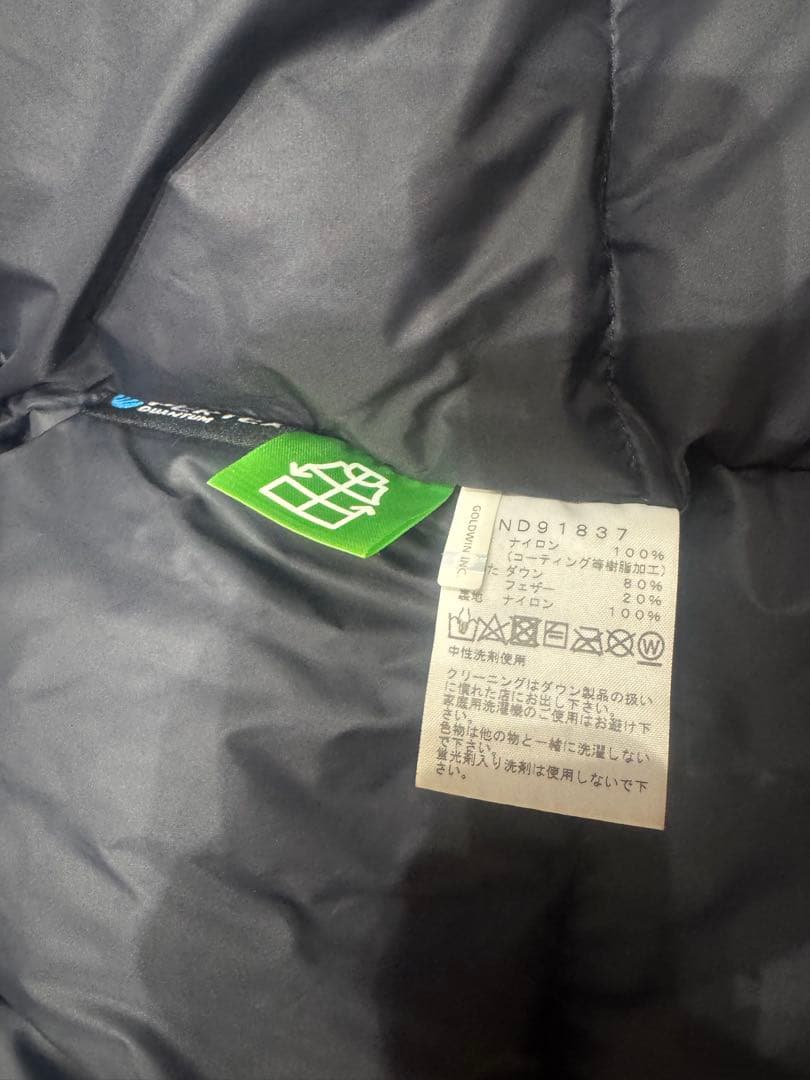 QUANTUM
GOLDWIN INC
ND91837
ナイロン 100%
(コーティング等樹脂加工)
た ダウン 80%
フェザー 20%
裏地 ナイロン 100%
W
中性洗剤使用
クリーニングはダウン製品の扱い
に慣れた店にお出し下さい。
家庭用洗濯機のご使用はお避け下
さい。
色物は他の物と一緒に洗濯しない
で下さい。
蛍光剤入り洗剤は使用しないで下
さい。